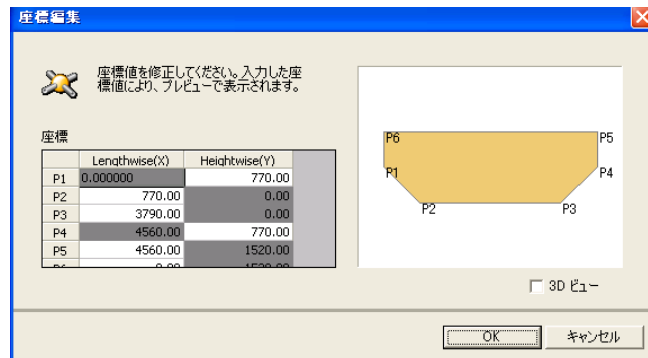 座標編集
座標値を修正してください。入力した座
標値により、プレビューで表示されます。
座標
Lengthwise(X) Heightwise(Y)
P1 0.000000 770.00
P2 770.00 0.00
P3 3790.00 0.00
P4 4560.00 770.00
P5 4560.00 1520.00
P6 P5
P1 P4
P2 P3
3D ビュー
OK キャンセル